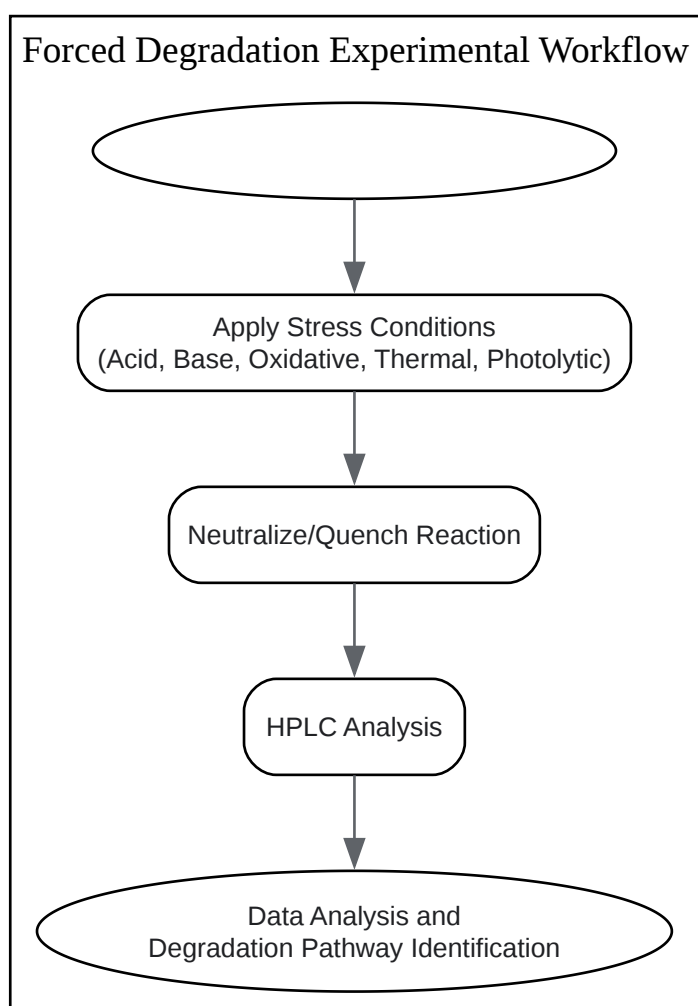 Forced Degradation Experimental Workflow
Apply Stress Conditions
(Acid, Base, Oxidative, Thermal, Photolytic)
Neutralize/Quench Reaction
HPLC Analysis
Data Analysis and
Degradation Pathway Identification